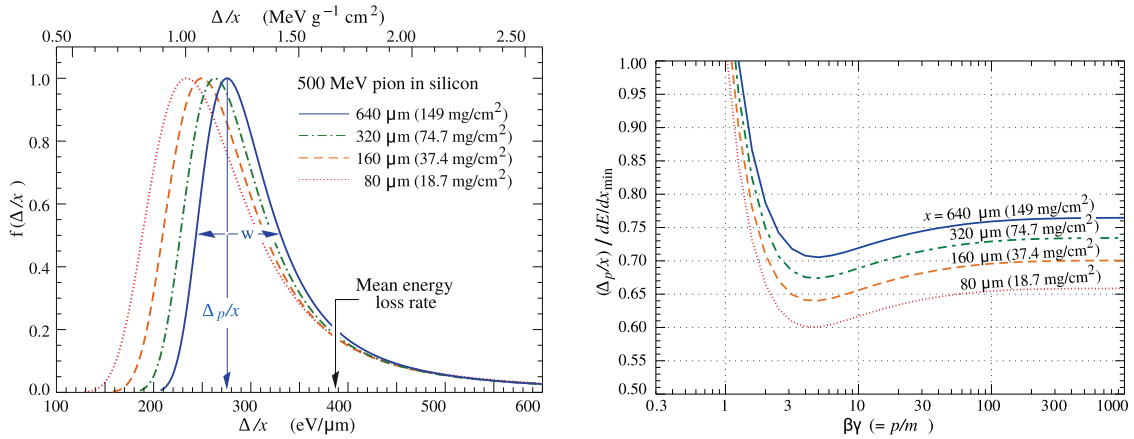 Δ/x (MeV g⁻¹ cm²)
0.50 1.00 1.50 2.00 2.50
500 MeV pion in silicon
640 μm (149 mg/cm²)
320 μm (74.7 mg/cm²)
160 μm (37.4 mg/cm²)
80 μm (18.7 mg/cm²)
1.0
0.8
0.6
0.4
0.2
0.0
f(Δ/x)
w
Δp/x
Mean energy
loss rate
100 200 300 400 500 600
Δ/x (eV/μm)
1.00
0.95
0.90
0.85
0.80
0.75
0.70
0.65
0.60
0.55
0.50
(Δp/x) / dE/dx min
x = 640 μm (149 mg/cm²)
320 μm (74.7 mg/cm²)
160 μm (37.4 mg/cm²)
80 μm (18.7 mg/cm²)
0.3 1 3 10 30 100 300 1000
βγ (= p/m)